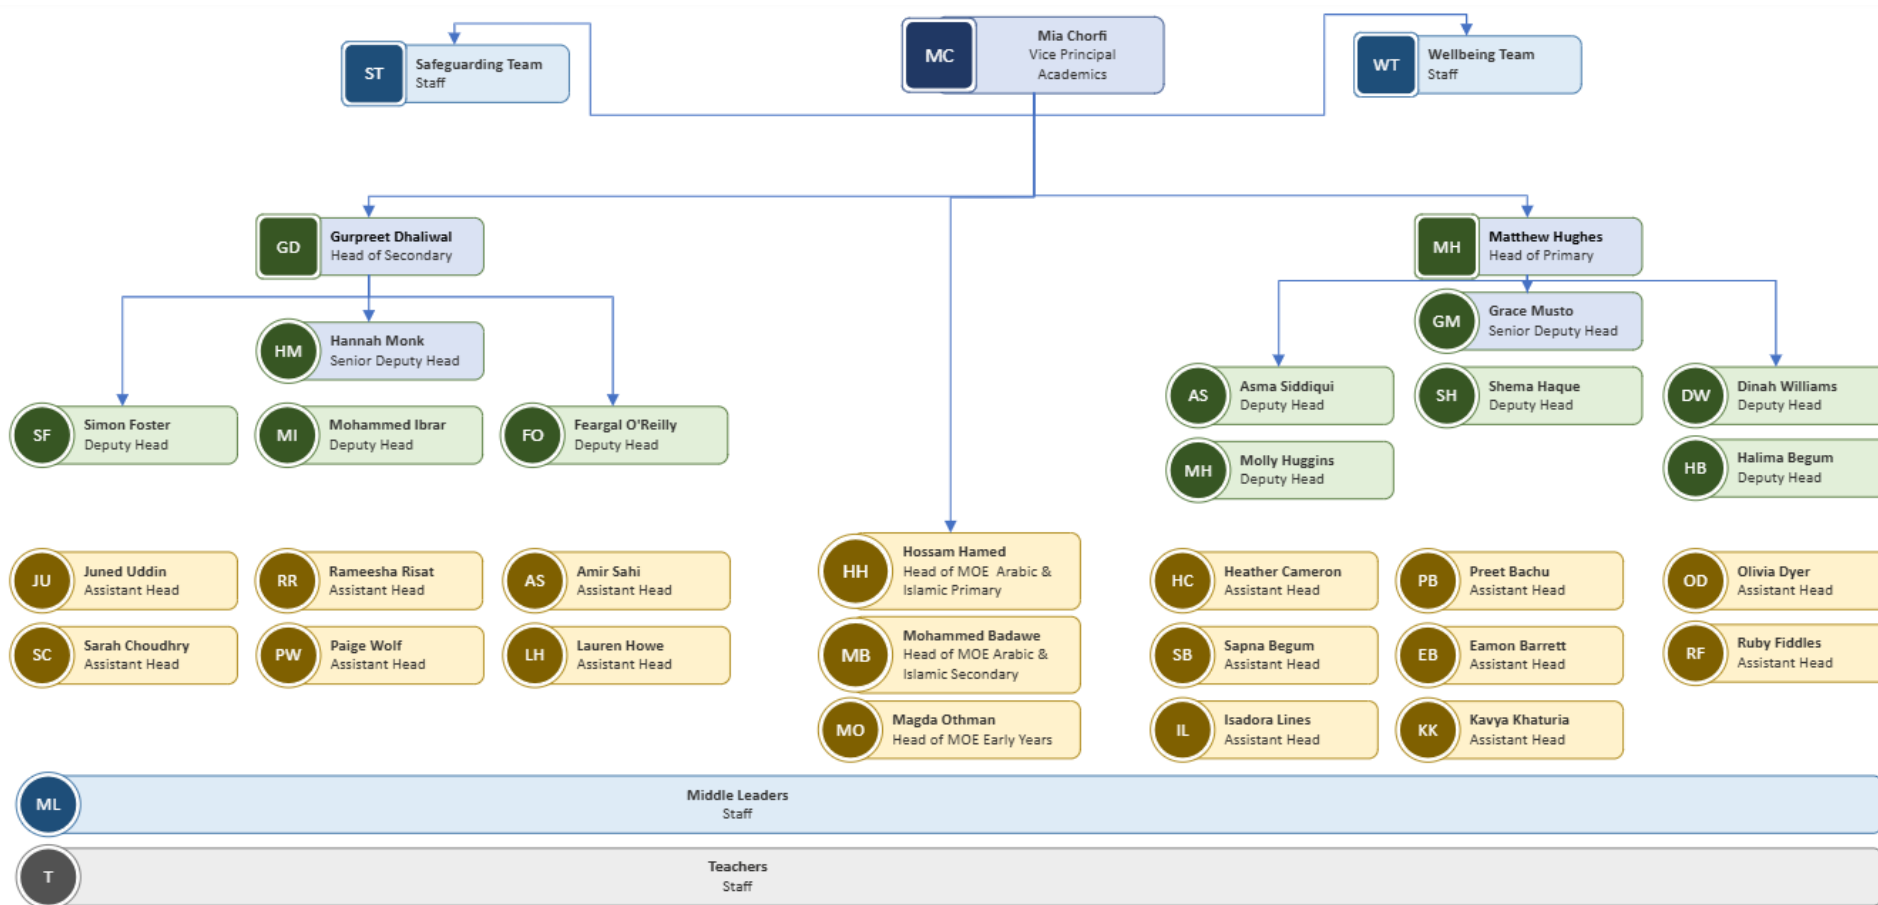 ST
Safeguarding Team
Staff
MC
Mia Chorfi
Vice Principal
Academics
WT
Wellbeing Team
Staff
GD
Gurpreet Dhaliwal
Head of Secondary
MH
Matthew Hughes
Head of Primary
HM
Hannah Monk
Senior Deputy Head
GM
Grace Musto
Senior Deputy Head
SF
Simon Foster
Deputy Head
MI
Mohammed Ibrar
Deputy Head
FO
Feargal O'Reilly
Deputy Head
AS
Asma Siddiqui
Deputy Head
SH
Shema Haque
Deputy Head
DW
Dinah Williams
Deputy Head
MH
Molly Huggins
Deputy Head
HB
Halima Begum
Deputy Head
JU
Juned Uddin
Assistant Head
RR
Rameesha Risat
Assistant Head
AS
Amir Sahi
Assistant Head
SC
Sarah Choudhry
Assistant Head
PW
Paige Wolf
Assistant Head
LH
Lauren Howe
Assistant Head
HH
Hossam Hamed
Head of MOE  Arabic &
Islamic Primary
MB
Mohammed Badawe
Head of MOE Arabic &
Islamic Secondary
MO
Magda Othman
Head of MOE Early Years
HC
Heather Cameron
Assistant Head
PB
Preet Bachu
Assistant Head
OD
Olivia Dyer
Assistant Head
SB
Sapna Begum
Assistant Head
EB
Eamon Barrett
Assistant Head
RF
Ruby Fiddles
Assistant Head
IL
Isadora Lines
Assistant Head
KK
Kavya Khaturia
Assistant Head
ML
Middle Leaders
Staff
T
Teachers
Staff